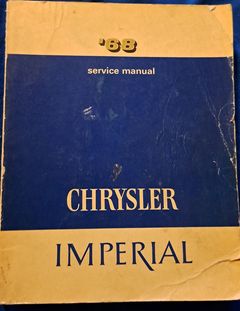 '68
service manual
CHRYSLER
IMPERIAL